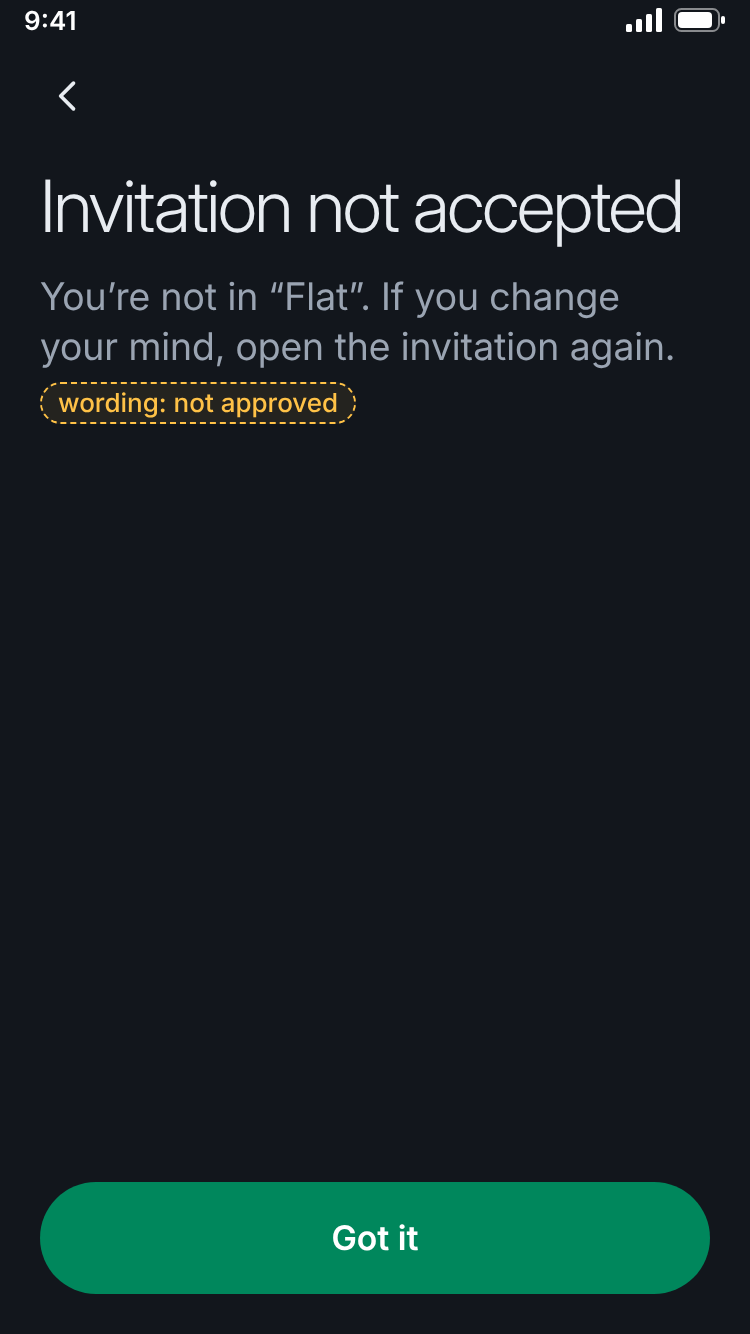 9:41
Invitation not accepted
You’re not in “Flat”. If you change
your mind, open the invitation again.
wording: not approved
Got it